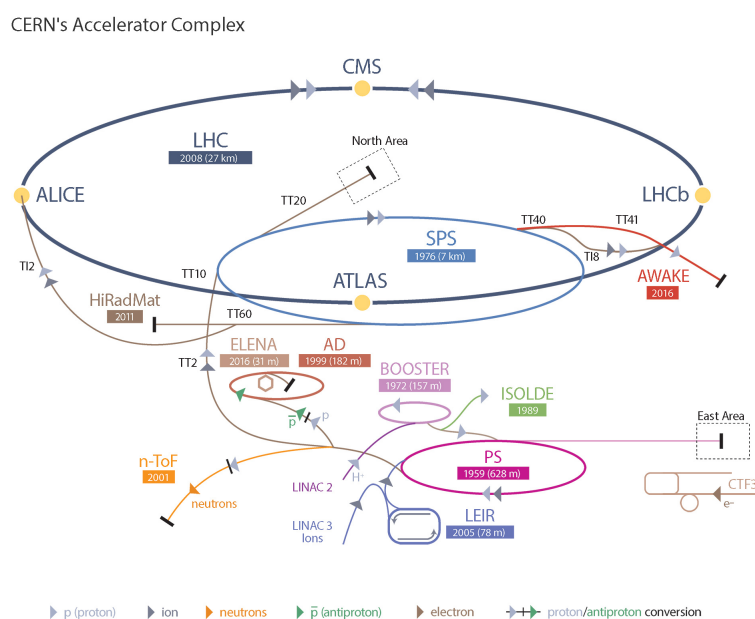 CERN's Accelerator Complex
CMS
LHC
2008 (27 km)
North Area
ALICE
LHCb
TT20
TT40
TT41
SPS
1976 (7 km)
TI8
TI2
TT10
ATLAS
AWAKE
2016
HiRadMat
2011
TT60
ELENA
2016 (31 m)
AD
1999 (182 m)
TT2
BOOSTER
1972 (157 m)
ISOLDE
1989
p̅
p
East Area
n-ToF
2001
neutrons
LINAC 2
H⁺
PS
1959 (628 m)
CTF3
e–
LINAC 3
Ions
LEIR
2005 (78 m)
p (proton)
ion
neutrons
p̅ (antiproton)
electron
proton/antiproton conversion